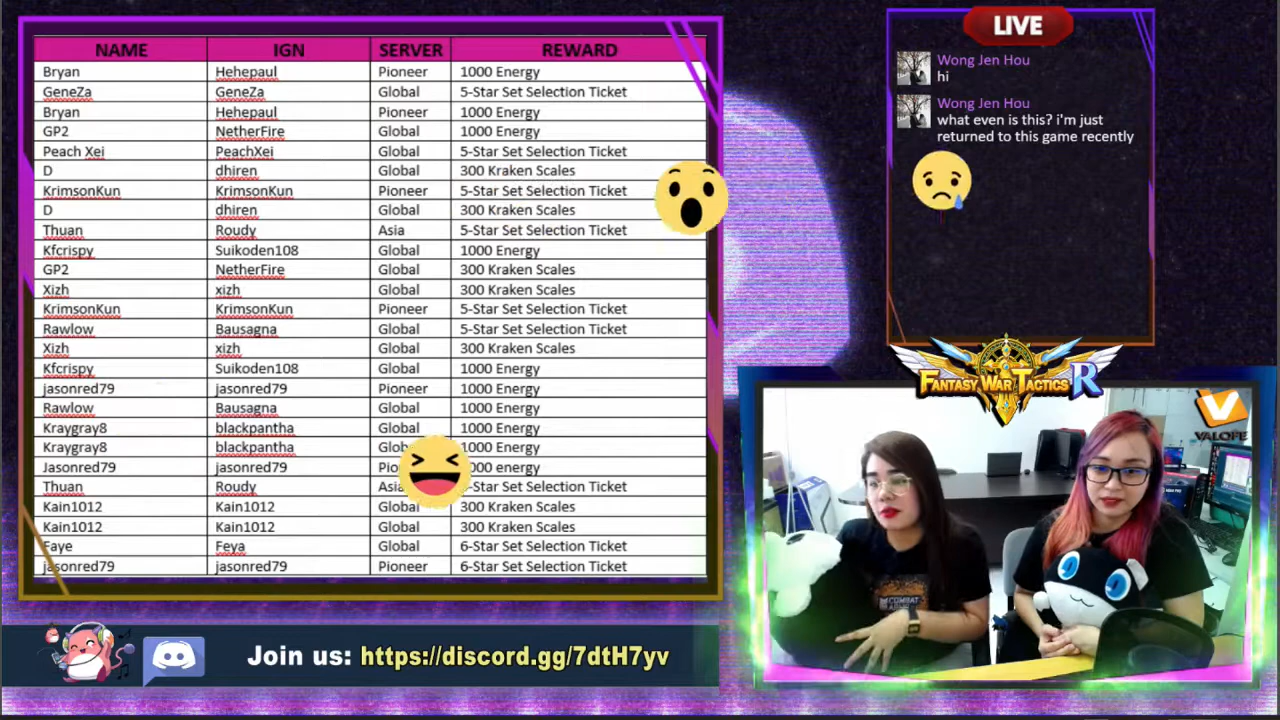 NAME IGN SERVER REWARD
Bryan Hehepaul Pioneer 1000 Energy
GeneZa GeneZa Global 5-Star Set Selection Ticket
Bryan Hehepaul Pioneer 1000 Energy
GP2 NetherFire Global 1000 Energy
Peach Xei PeachXei Global 5-Star Set Selection Ticket
D dhiren Global 300 Kraken Scales
KrimsonKun KrimsonKun Pioneer 5-Star Set Selection Ticket
D dhiren Global 300 Kraken Scales
Thuan Roudy Asia 5-Star Set Selection Ticket
Kfcrispy Suikoden108 Global 1000 Energy
GP2 NetherFire Global 300 Kraken Scales
Xizh xizh Global 300 Kraken Scales
KrimsonKun KrimsonKun Pioneer 5-Star Set Selection Ticket
Rawlow Bausagna Global 5-Star Set Selection Ticket
Xizh xizh Global 300 Kraken Scales
Kfcrispy Suikoden108 Global 1000 Energy
jasonred79 jasonred79 Pioneer 1000 Energy
Rawlow Bausagna Global 1000 Energy
Kraygray8 blackpantha Global 1000 Energy
Kraygray8 blackpantha 1000 Energy
Jasonred79 jasonred79 energy
Thuan Roudy Asia -Star Set Selection Ticket
Kain1012 Kain1012 Global 300 Kraken Scales
Kain1012 Kain1012 Global 300 Kraken Scales
Faye Feya Global 6-Star Set Selection Ticket
jasonred79 jasonred79 Pioneer 6-Star Set Selection Ticket
LIVE
Wong Jen Hou
hi
Wong Jen Hou
what even is this? i'm just
returned to this game recently
FANTASY WAR TACTICS R
VALOFE
COMBAT
Join us: https://discord.gg/7dtH7yv